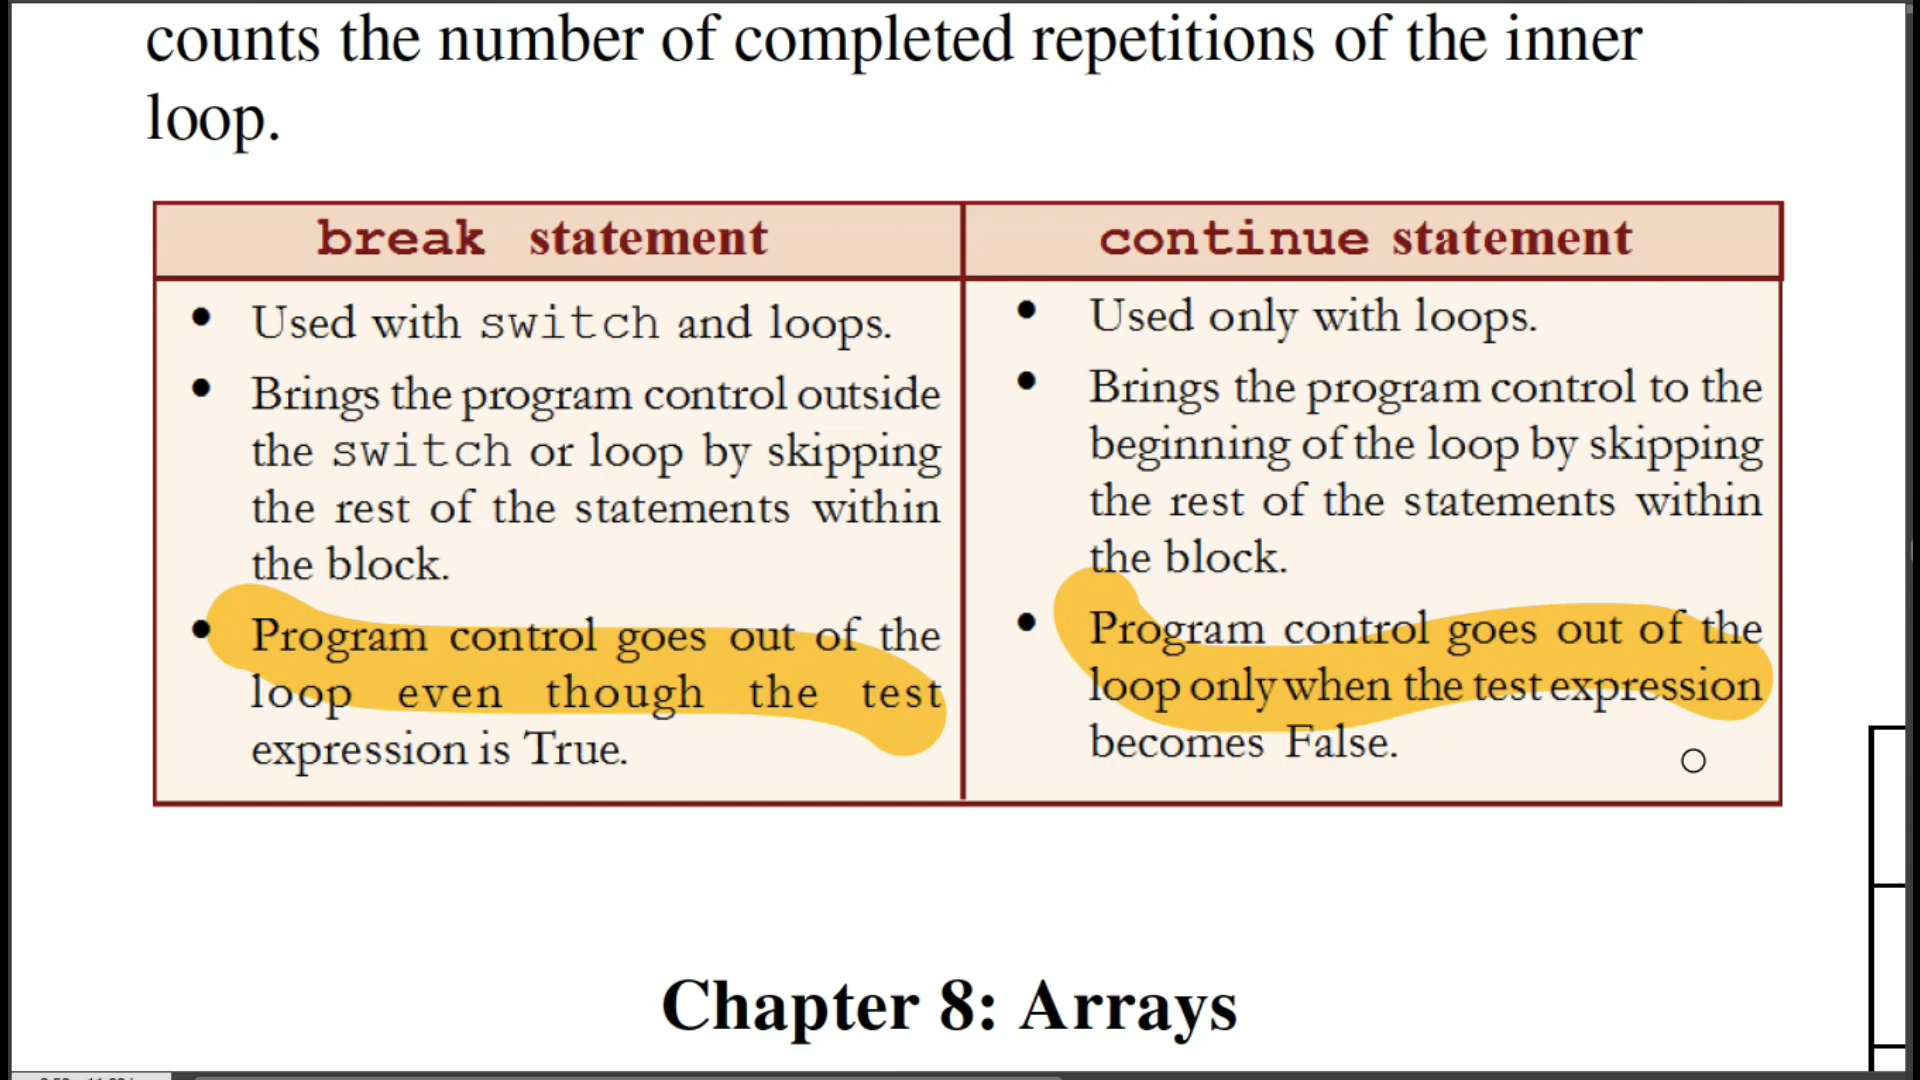 counts the number of completed repetitions of the inner
loop.
break statement
continue statement
• Used with switch and loops.
• Brings the program control outside
the switch or loop by skipping
the rest of the statements within
the block.
• Program control goes out of the
loop even though the test
expression is True.
• Used only with loops.
• Brings the program control to the
beginning of the loop by skipping
the rest of the statements within
the block.
• Program control goes out of the
loop only when the test expression
becomes False.
Chapter 8: Arrays